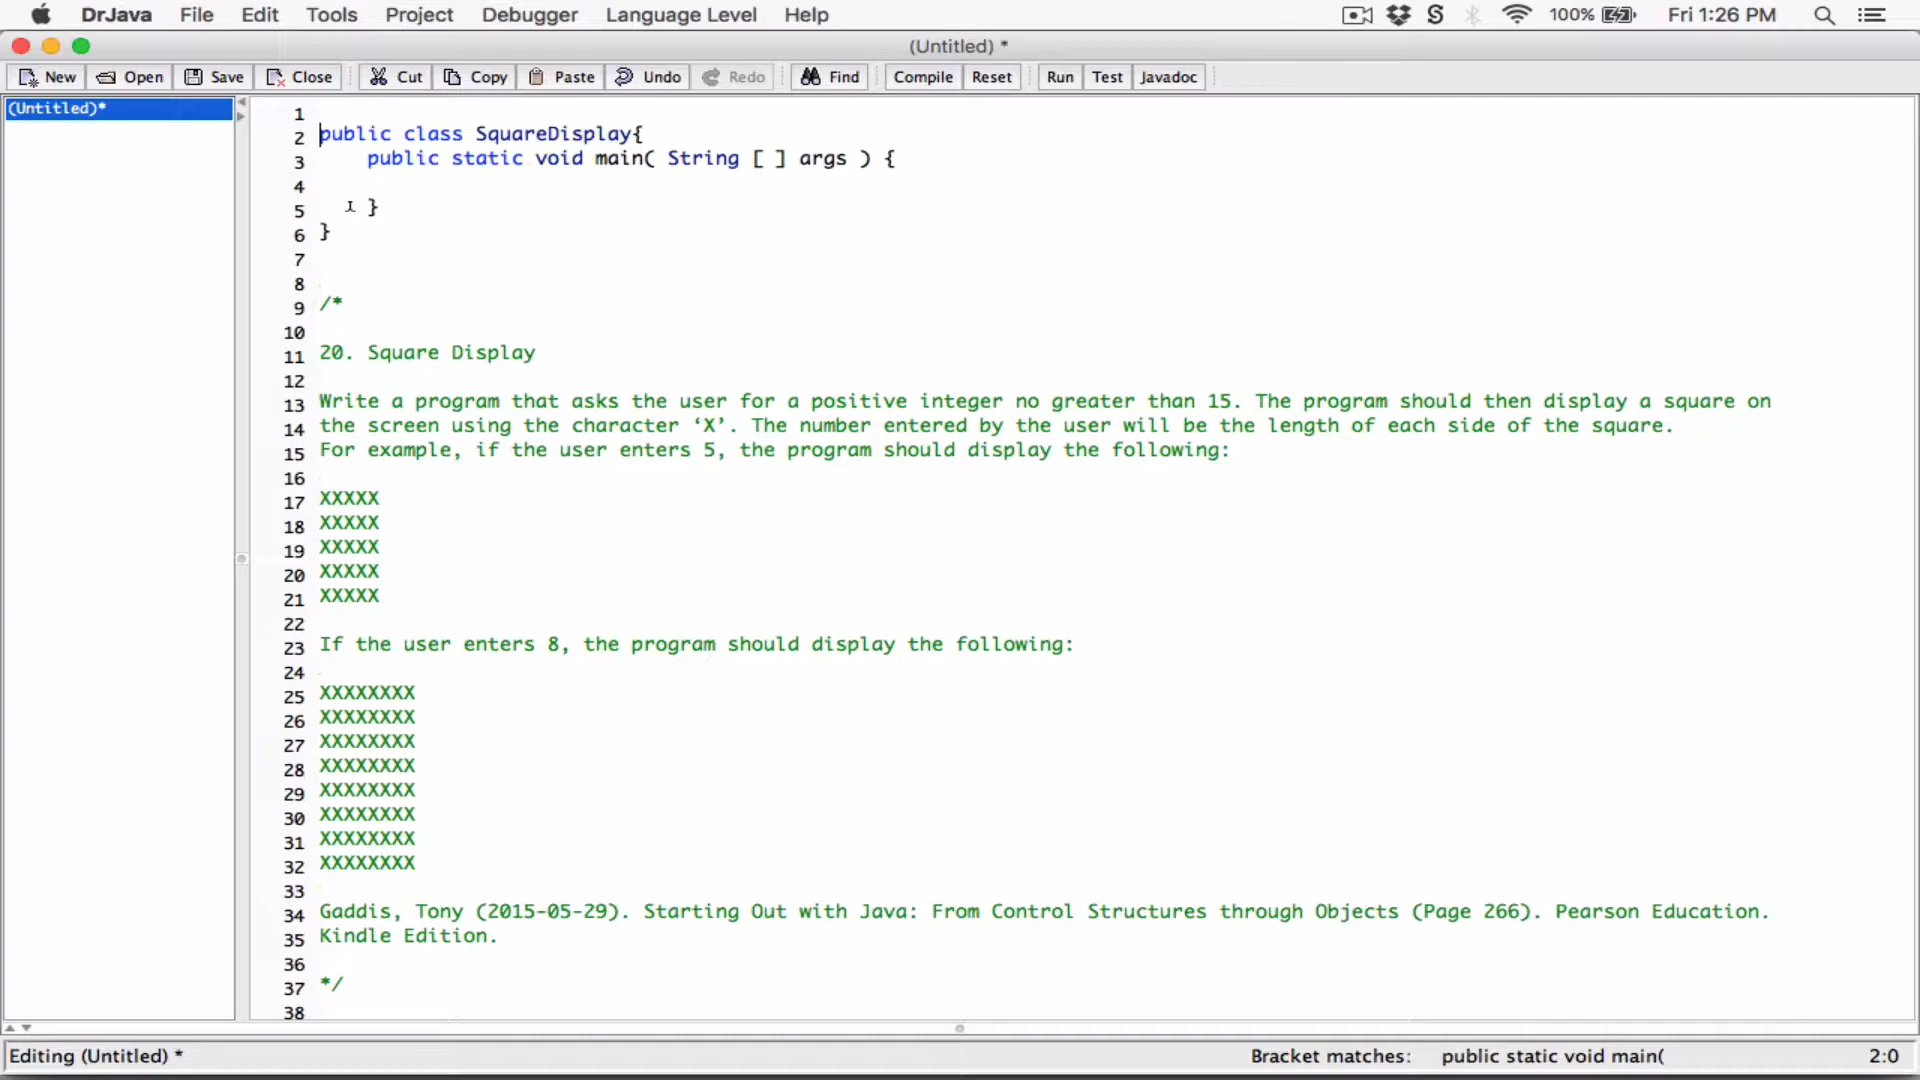 DrJava File Edit Tools Project Debugger Language Level Help S 100% Fri 1:26 PM
(Untitled) *
New Open Save Close Cut Copy Paste Undo Redo Find Compile Reset Run Test Javadoc
(Untitled)*
1
2 public class SquareDisplay{
3 public static void main( String [ ] args ) {
4
5 }
6 }
7
8
9 /*
10
11 20. Square Display
12
13 Write a program that asks the user for a positive integer no greater than 15. The program should then display a square on
14 the screen using the character ‘X’. The number entered by the user will be the length of each side of the square.
15 For example, if the user enters 5, the program should display the following:
16
17 XXXXX
18 XXXXX
19 XXXXX
20 XXXXX
21 XXXXX
22
23 If the user enters 8, the program should display the following:
24
25 XXXXXXXX
26 XXXXXXXX
27 XXXXXXXX
28 XXXXXXXX
29 XXXXXXXX
30 XXXXXXXX
31 XXXXXXXX
32 XXXXXXXX
33
34 Gaddis, Tony (2015-05-29). Starting Out with Java: From Control Structures through Objects (Page 266). Pearson Education.
35 Kindle Edition.
36
37 */
38
Editing (Untitled) * Bracket matches: public static void main( 2:0